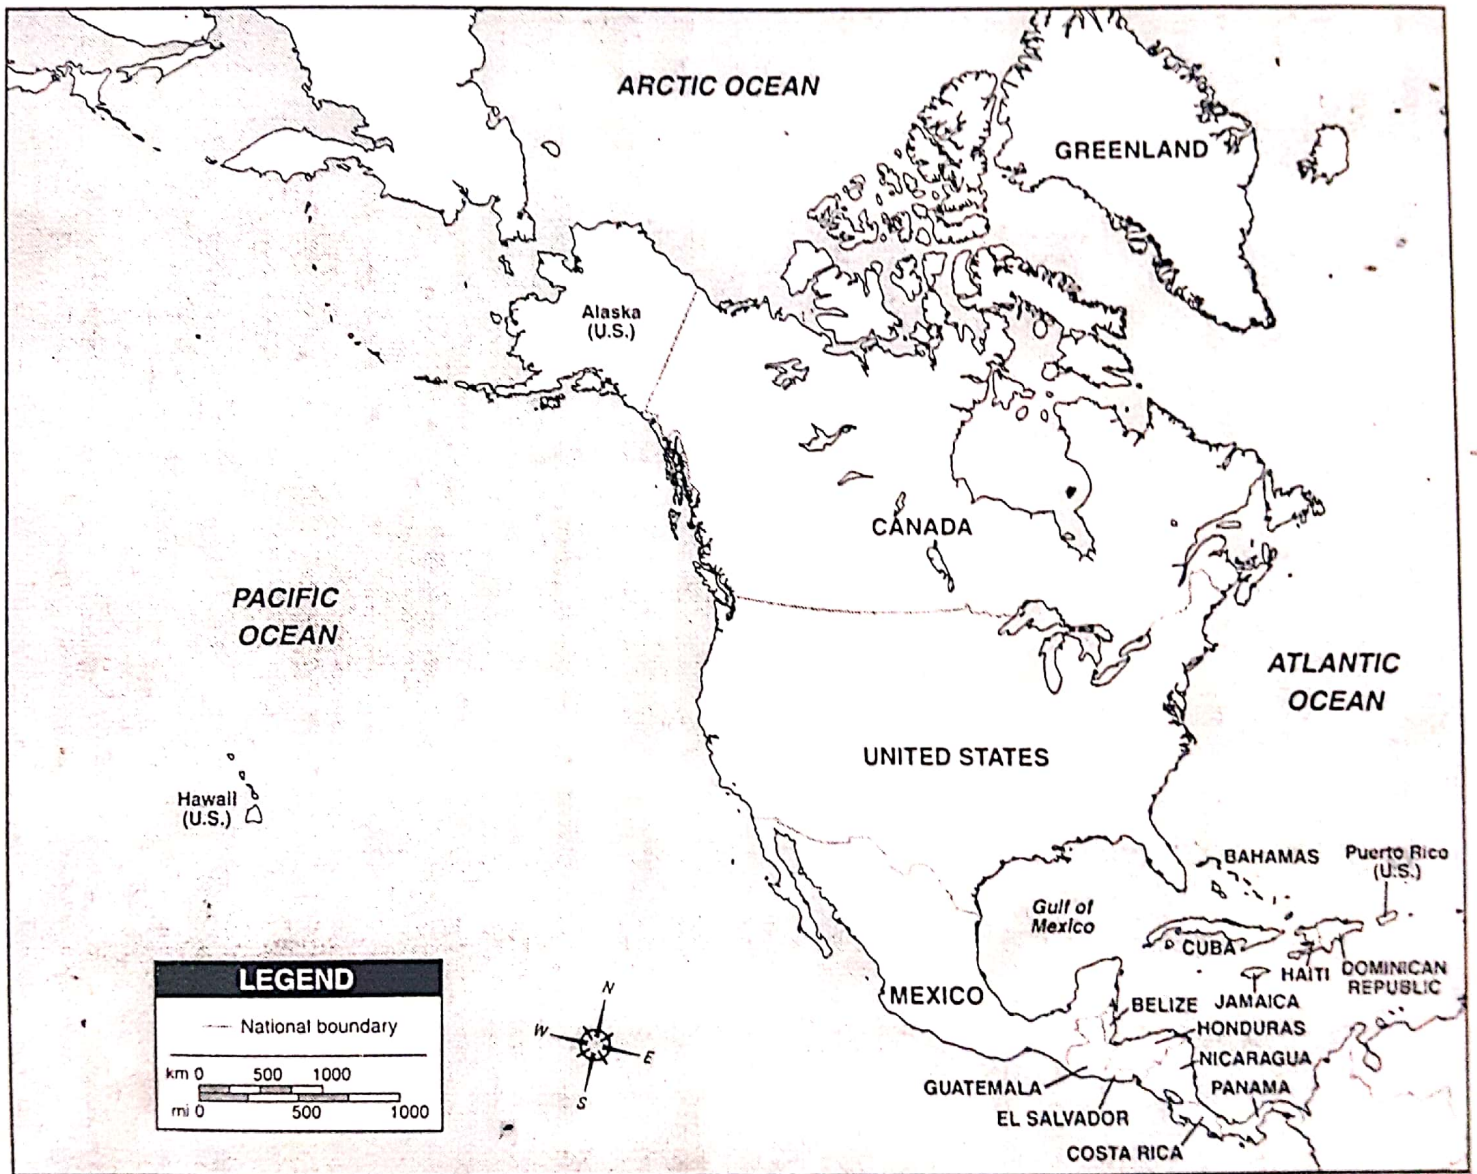 ARCTIC OCEAN
GREENLAND
Alaska
(U.S.)
CANADA
PACIFIC
OCEAN
ATLANTIC
OCEAN
UNITED STATES
Hawaii
(U.S.)
BAHAMAS
Puerto Rico
(U.S.)
Gulf of
Mexico
CUBA
HAITI
DOMINICAN
REPUBLIC
JAMAICA
MEXICO
BELIZE
HONDURAS
NICARAGUA
GUATEMALA
PANAMA
EL SALVADOR
COSTA RICA
LEGEND
National boundary
km 0 500 1000
mi 0 500 1000
N
W
E
S